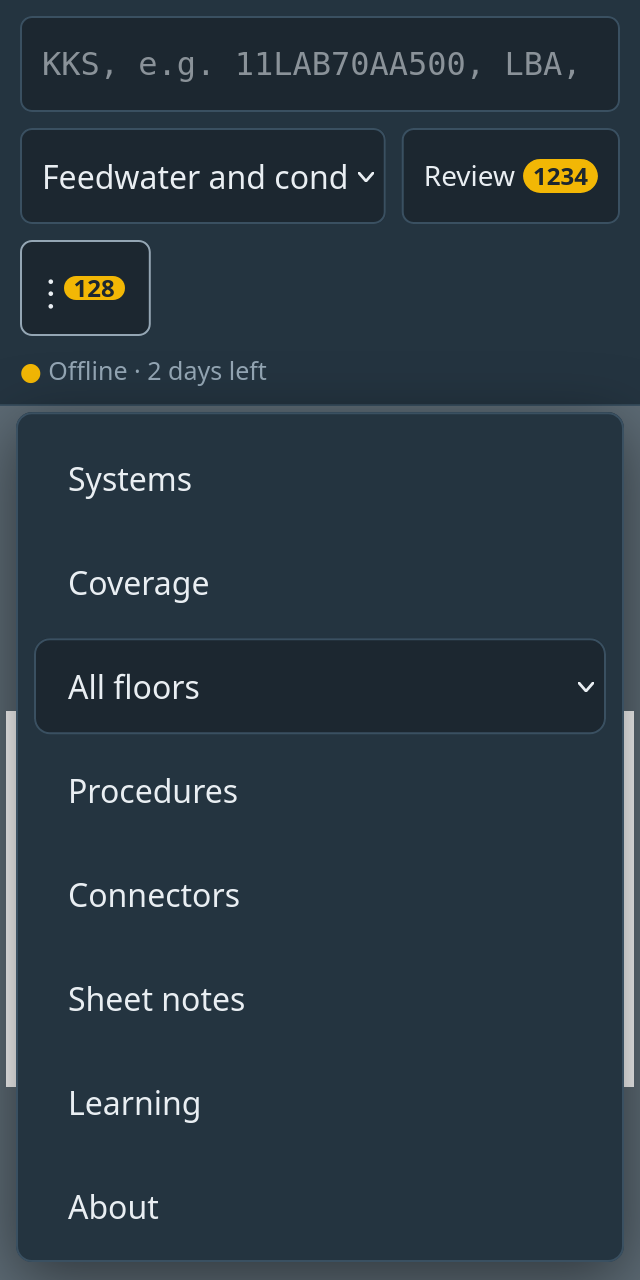 KKS, e.g. 11LAB70AA500, LBA,
Feedwater and cond
Review 1234
⋮ 128
Offline · 2 days left
Systems
Coverage
All floors
Procedures
Connectors
Sheet notes
Learning
About